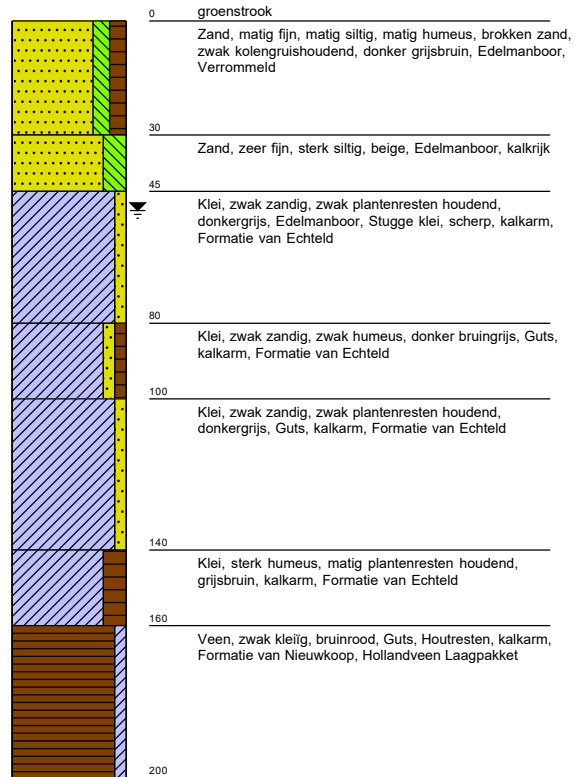 0
groenstrook
Zand, matig fijn, matig siltig, matig humeus, brokken zand,
zwak kolengruishoudend, donker grijsbruin, Edelmanboor,
Verrommeld
30
Zand, zeer fijn, sterk siltig, beige, Edelmanboor, kalkrijk
45
Klei, zwak zandig, zwak plantenresten houdend,
donkergrijs, Edelmanboor, Stugge klei, scherp, kalkarm,
Formatie van Echteld
80
Klei, zwak zandig, zwak humeus, donker bruingrijs, Guts,
kalkarm, Formatie van Echteld
100
Klei, zwak zandig, zwak plantenresten houdend,
donkergrijs, Guts, kalkarm, Formatie van Echteld
140
Klei, sterk humeus, matig plantenresten houdend,
grijsbruin, kalkarm, Formatie van Echteld
160
Veen, zwak kleiïg, bruinrood, Guts, Houtresten, kalkarm,
Formatie van Nieuwkoop, Hollandveen Laagpakket
200